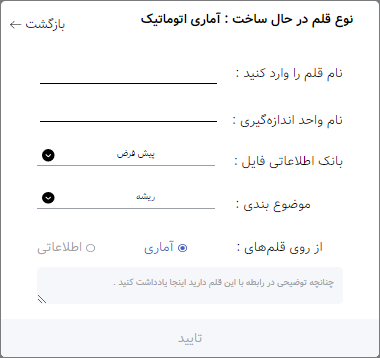 نوع قلم در حال ساخت : آماری اتوماتیک
بازگشت
نام قلم را وارد کنید :
نام واحد اندازه‌گیری :
بانک اطلاعاتی فایل : پیش فرض
موضوع بندی : ریشه
از روی قلم‌های : آماری اطلاعاتی
چنانچه توضیحی در رابطه با این قلم دارید اینجا یادداشت کنید .
تایید